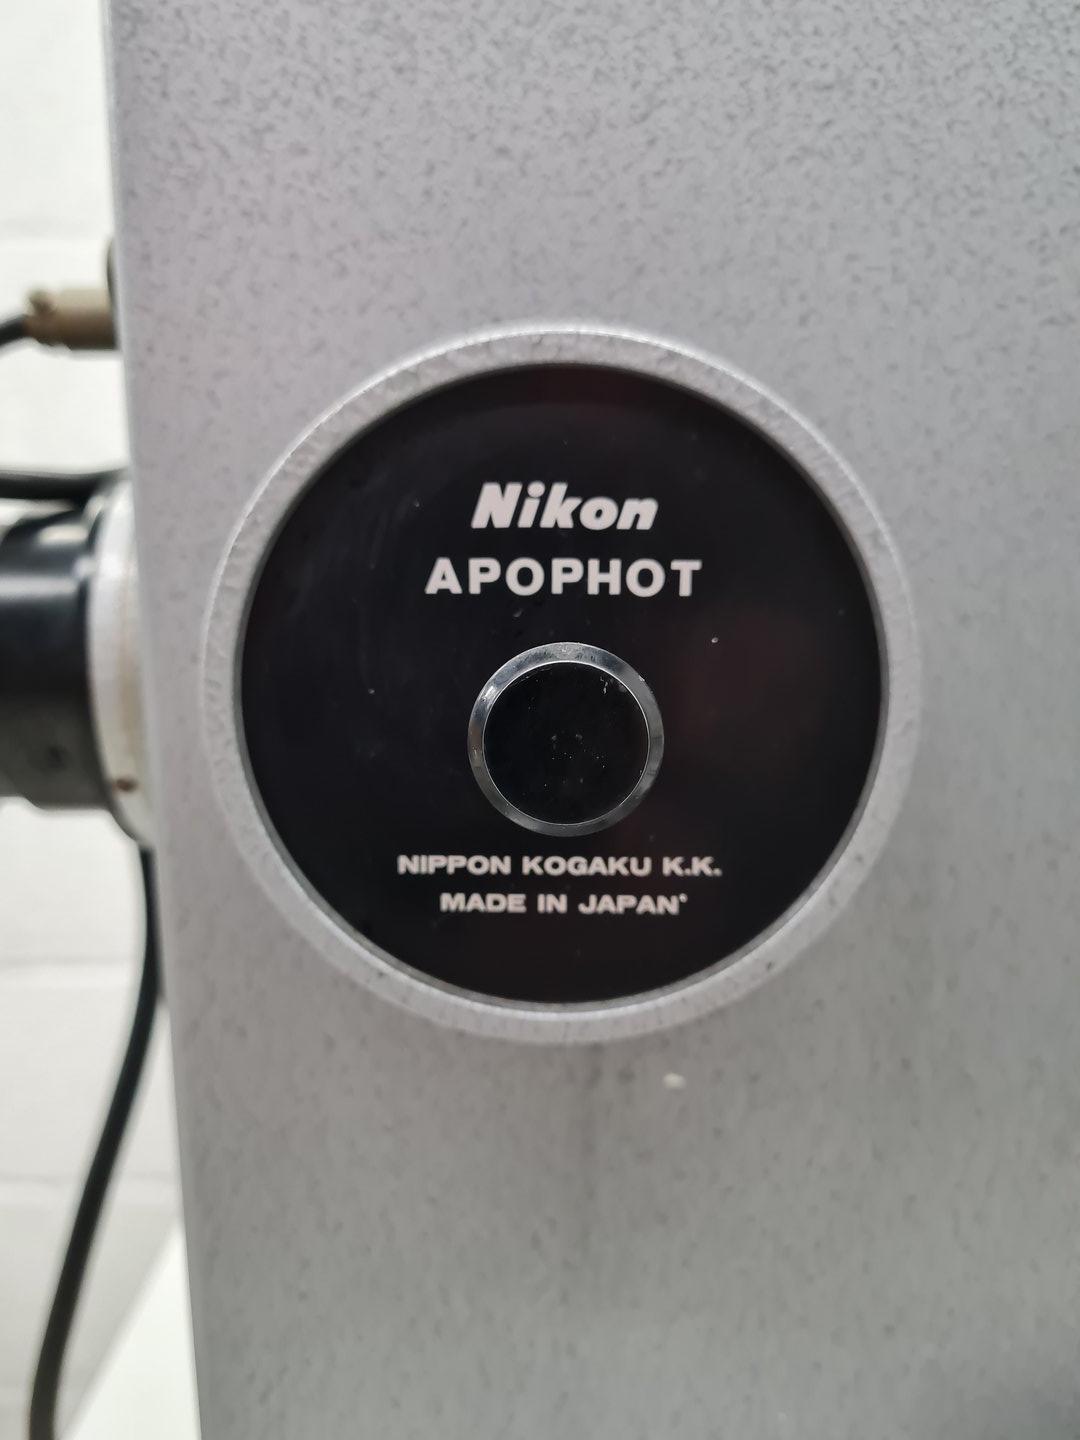 Nikon
APOPHOT
NIPPON KOGAKU K.K.
MADE IN JAPAN